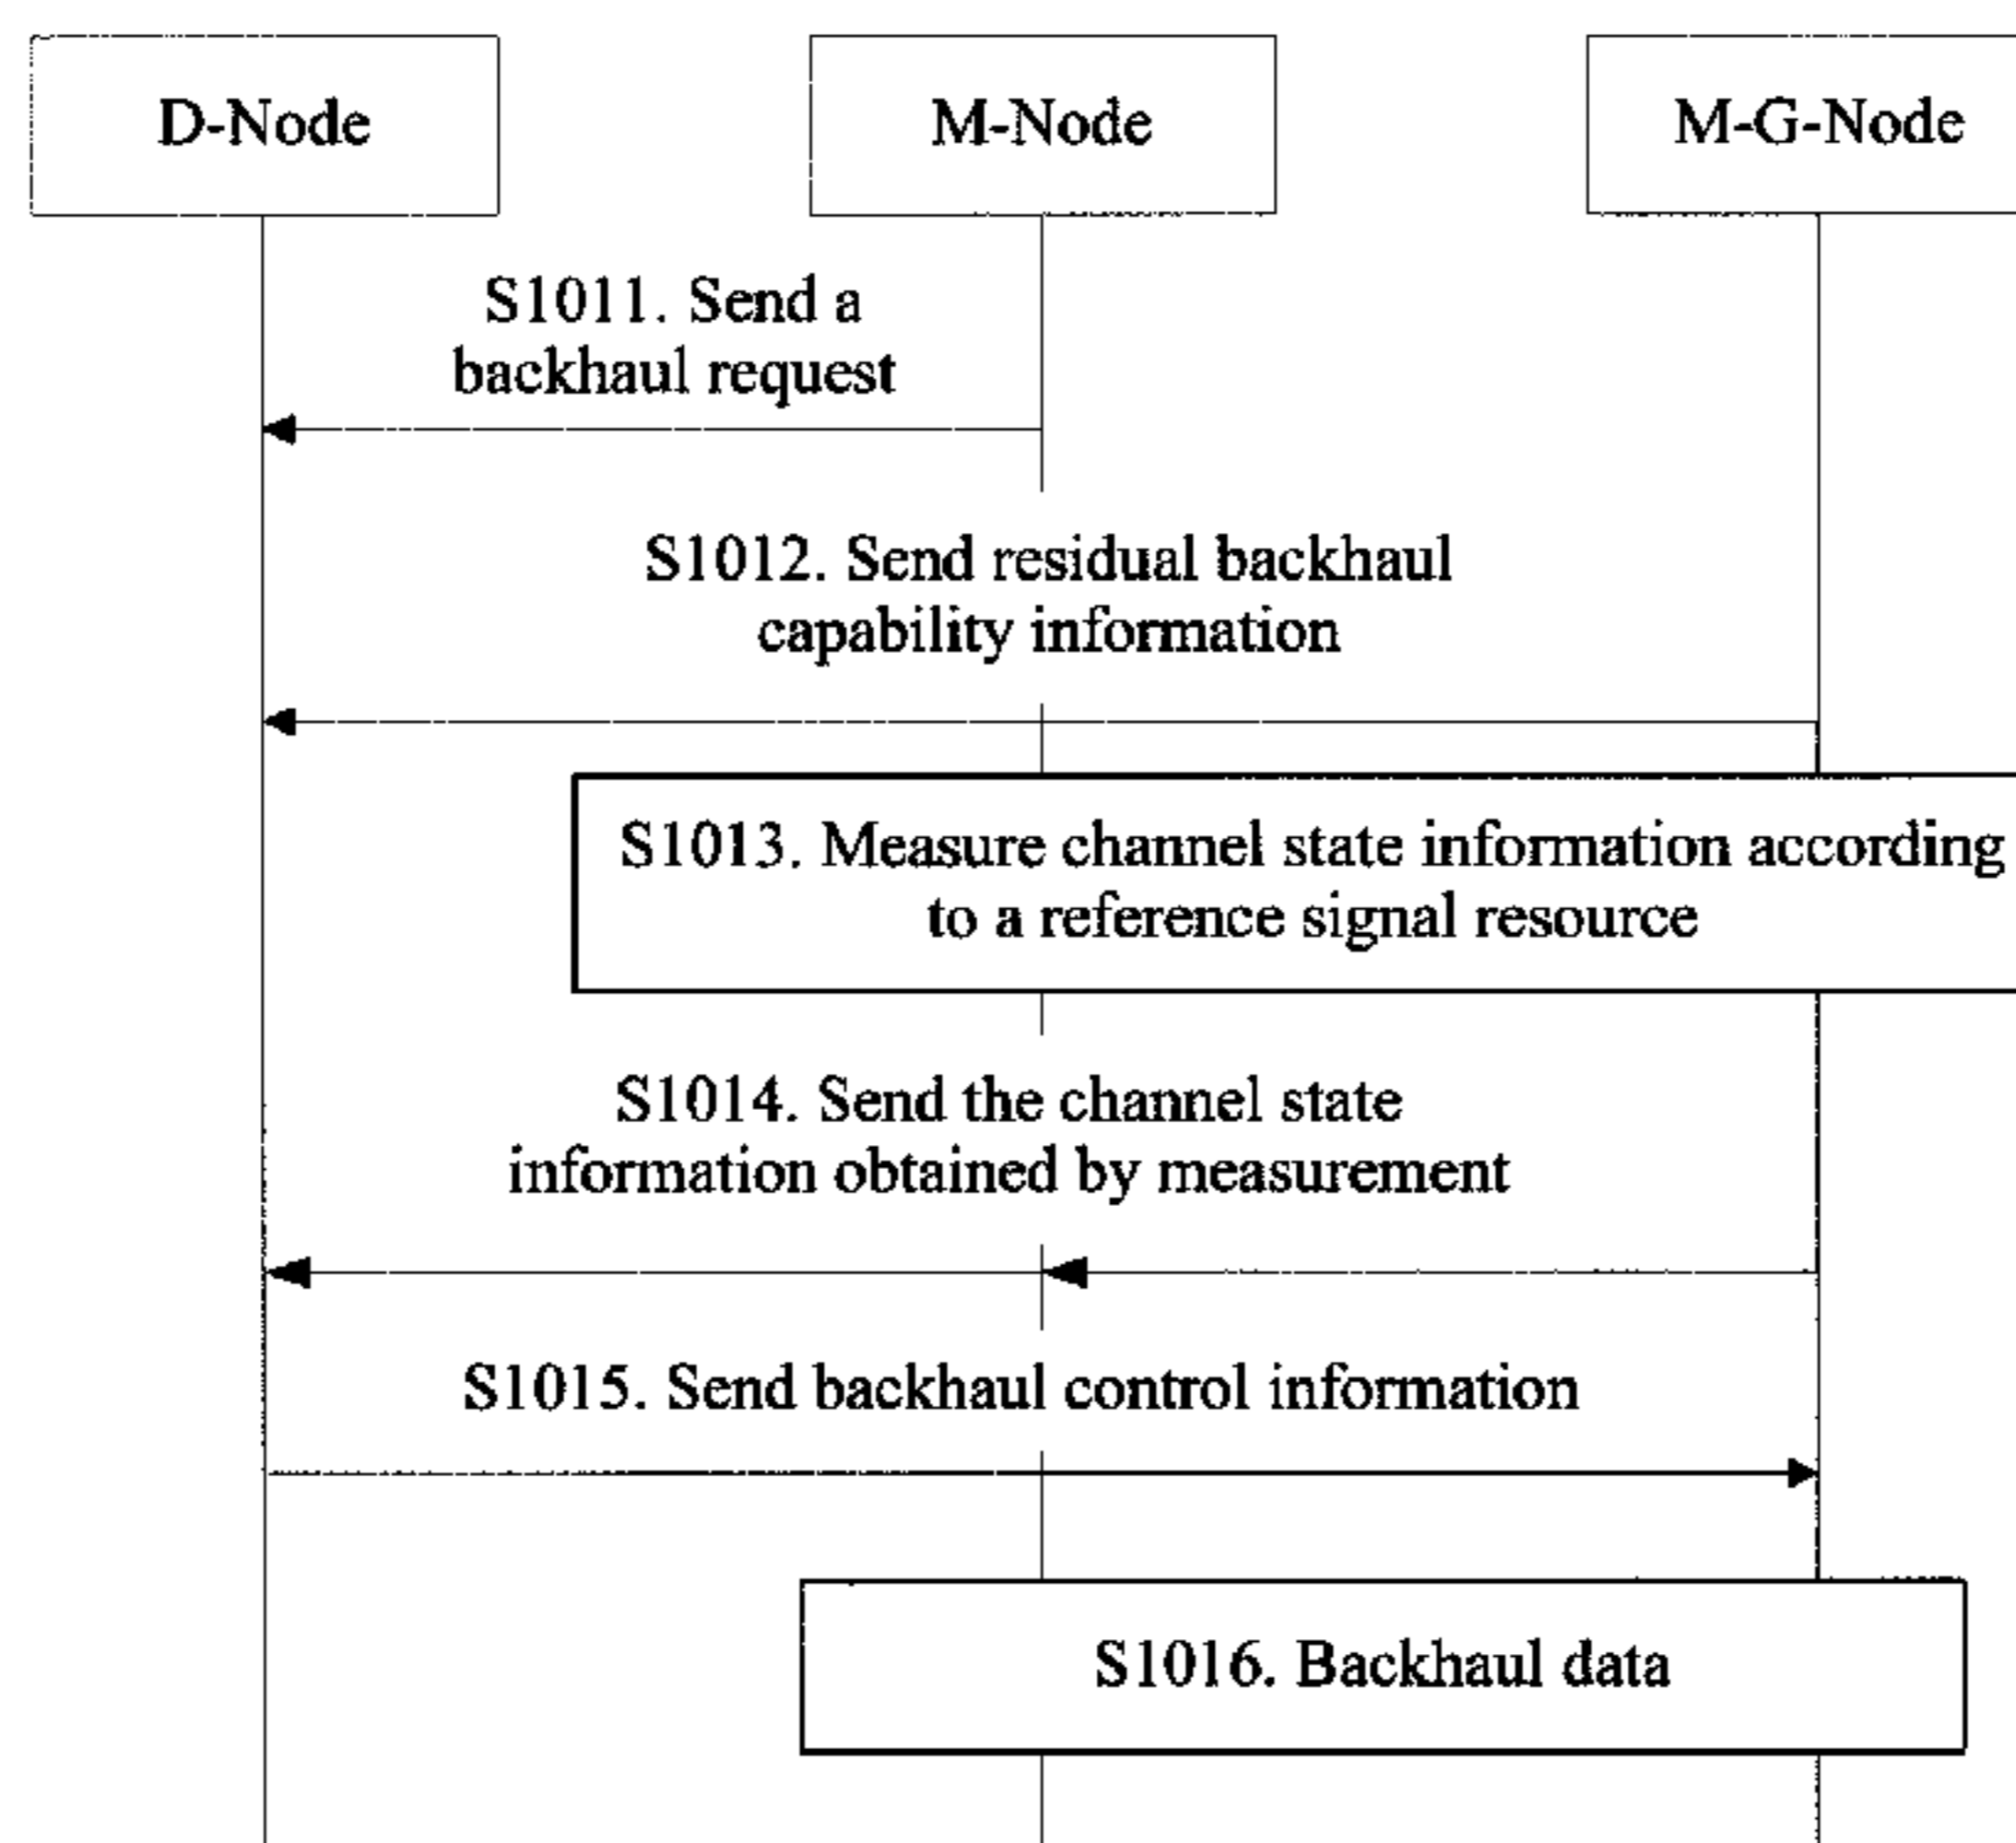 D-Node
M-Node
M-G-Node
S1011. Send a
backhaul request
S1012. Send residual backhaul
capability information
S1013. Measure channel state information according
to a reference signal resource
S1014. Send the channel state
information obtained by measurement
S1015. Send backhaul control information
S1016. Backhaul data